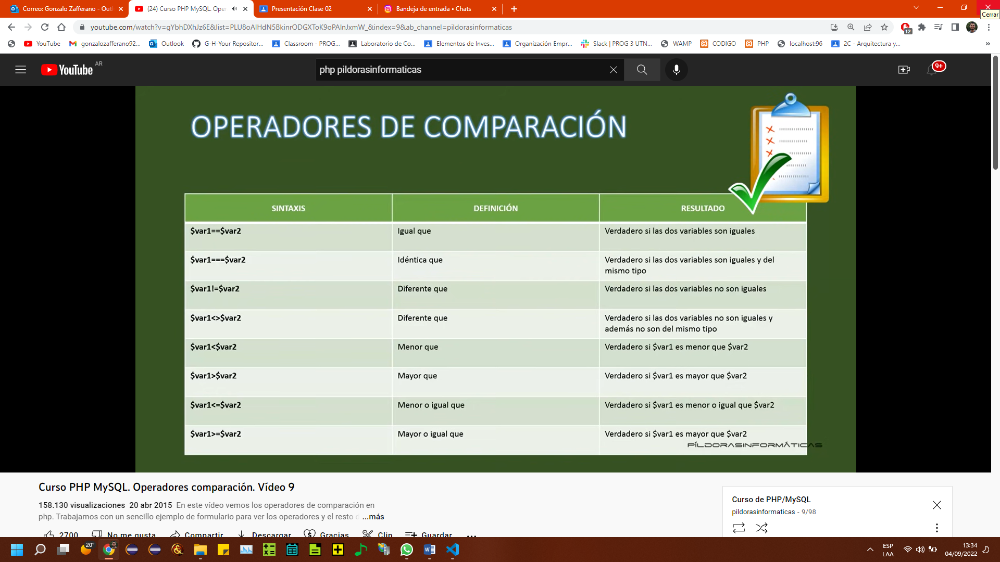 Correo: Gonzalo Zafferano - Outl
(24) Curso PHP MySQL. Oper
Presentación Clase 02
Bandeja de entrada • Chats
Cerrar
youtube.com/watch?v=gYbhDXhJz6E&list=PLU8oAlHdN5BkinrODGXToK9oPAlnJxmW_&index=9&ab_channel=pildorasinformaticas
12
YouTube
gonzalozafferano92...
Outlook
G-H-Your Repositor...
Classroom - PROG...
Laboratorio de Co...
Elementos de Inves...
Organización Empr...
Slack | PROG 3 UTN...
WAMP
CODIGO
PHP
localhost:96
2C - Arquitectura y...
»
YouTube AR
php pildorasinformaticas
9+
OPERADORES DE COMPARACIÓN
SINTAXIS DEFINICIÓN RESULTADO
$var1==$var2 Igual que Verdadero si las dos variables son iguales
$var1===$var2 Idéntica que Verdadero si las dos variables son iguales y del
mismo tipo
$var1!=$var2 Diferente que Verdadero si las dos variables no son iguales
$var1<>$var2 Diferente que Verdadero si las dos variables no son iguales y
además no son del mismo tipo
$var1<$var2 Menor que Verdadero si $var1 es menor que $var2
$var1>$var2 Mayor que Verdadero si $var1 es mayor que $var2
$var1<=$var2 Menor o igual que Verdadero si $var1 es menor o igual que $var2
$var1>=$var2 Mayor o igual que Verdadero si $var1 es mayor que $var2
PÍLDORASINFORMÁTICAS
Curso PHP MySQL. Operadores comparación. Vídeo 9
158.130 visualizaciones 20 abr 2015 En este vídeo vemos los operadores de comparación en
php. Trabajamos con un sencillo ejemplo de formulario para ver los operadores y el resto d ...más
2700 No me gusta Compartir Descargar Gracias Clip Guardar
Curso de PHP/MySQL
pildorasinformaticas - 9/98
20°
ESP
LAA
13:34
04/09/2022